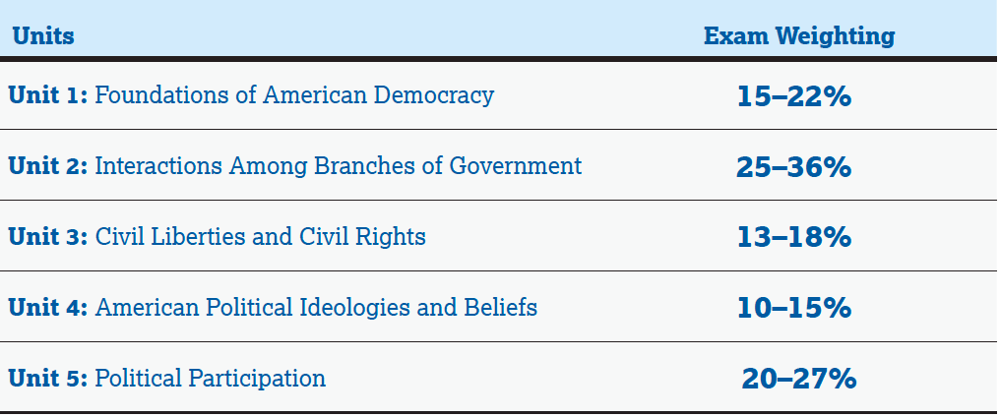 Units Exam Weighting
Unit 1: Foundations of American Democracy 15–22%
Unit 2: Interactions Among Branches of Government 25–36%
Unit 3: Civil Liberties and Civil Rights 13–18%
Unit 4: American Political Ideologies and Beliefs 10–15%
Unit 5: Political Participation 20–27%